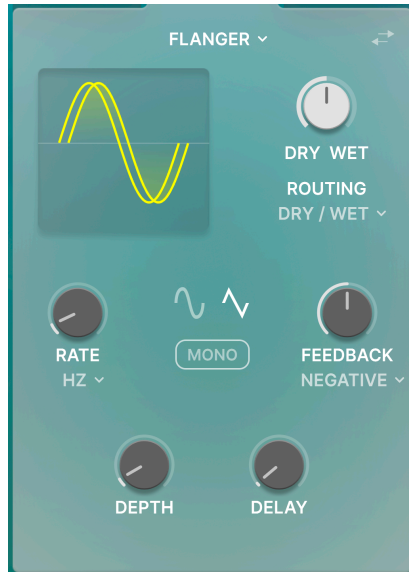 FLANGER
DRY WET
ROUTING
DRY / WET
RATE
HZ
MONO
FEEDBACK
NEGATIVE
DEPTH
DELAY